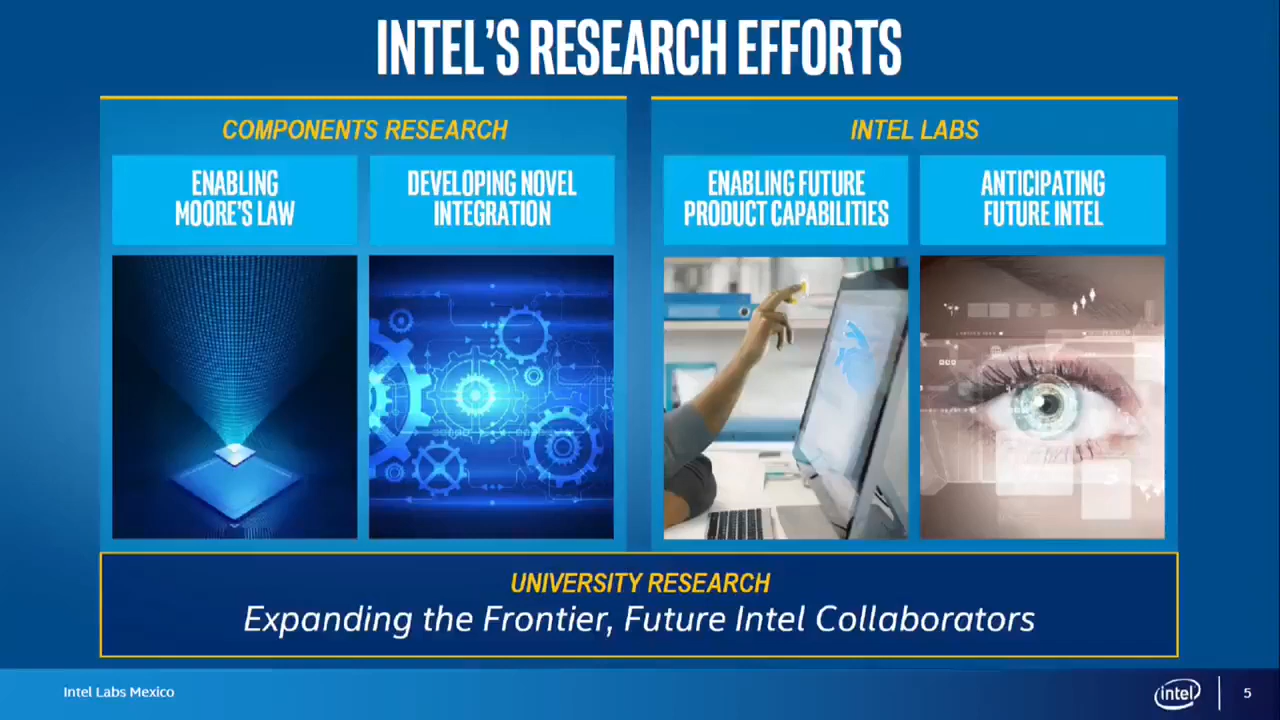 INTEL'S RESEARCH EFFORTS
COMPONENTS RESEARCH
ENABLING
MOORE'S LAW
DEVELOPING NOVEL
INTEGRATION
INTEL LABS
ENABLING FUTURE
PRODUCT CAPABILITIES
ANTICIPATING
FUTURE INTEL
UNIVERSITY RESEARCH
Expanding the Frontier, Future Intel Collaborators
Intel Labs Mexico
intel
5